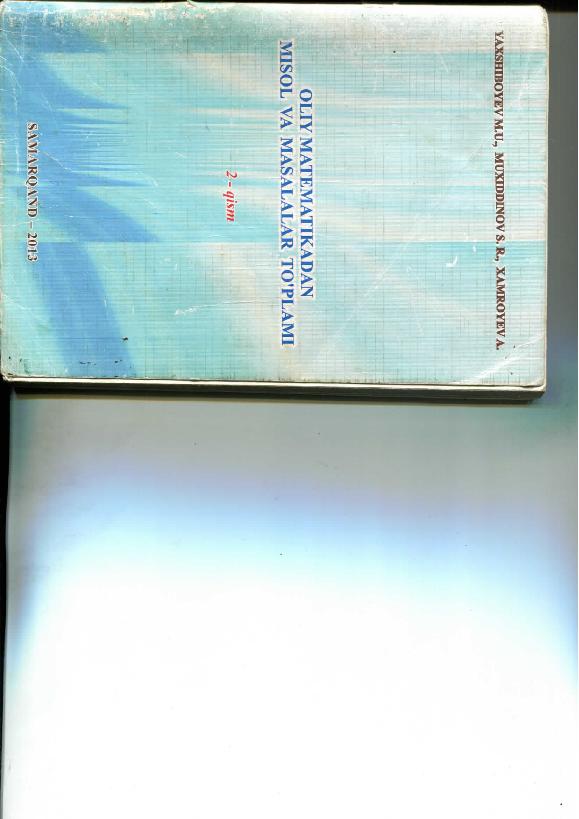 YAXSHIBOYEV M.U., MUXIDDINOV S. R., XAMROYEV A.
OLIY MATEMATIKADAN
MISOL VA MASALALAR TO'PLAMI
2 - qism
SAMARQAND – 2013